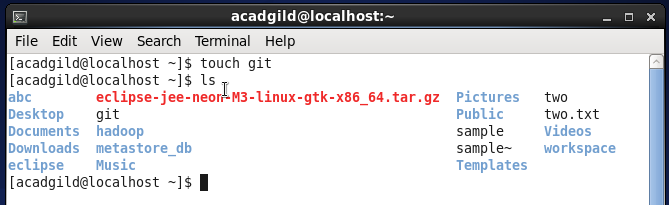 acadgild@localhost:~
File Edit View Search Terminal Help
[acadgild@localhost ~]$ touch git
[acadgild@localhost ~]$ ls
abc eclipse-jee-neon-M3-linux-gtk-x86_64.tar.gz Pictures two
Desktop git Public two.txt
Documents hadoop sample Videos
Downloads metastore_db sample~ workspace
eclipse Music Templates
[acadgild@localhost ~]$